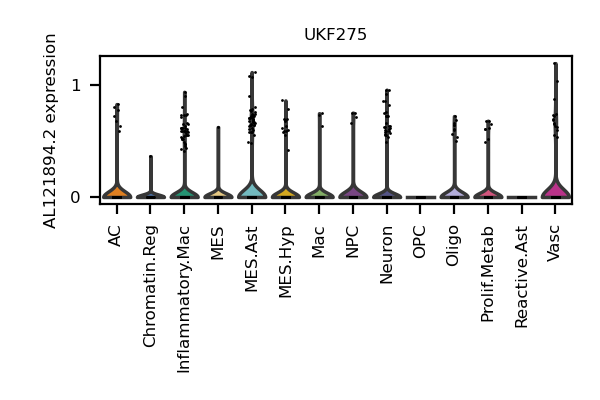 UKF275
AL121894.2 expression
1
0
AC
Chromatin.Reg
Inflammatory.Mac
MES
MES.Ast
MES.Hyp
Mac
NPC
Neuron
OPC
Oligo
Prolif.Metab
Reactive.Ast
Vasc